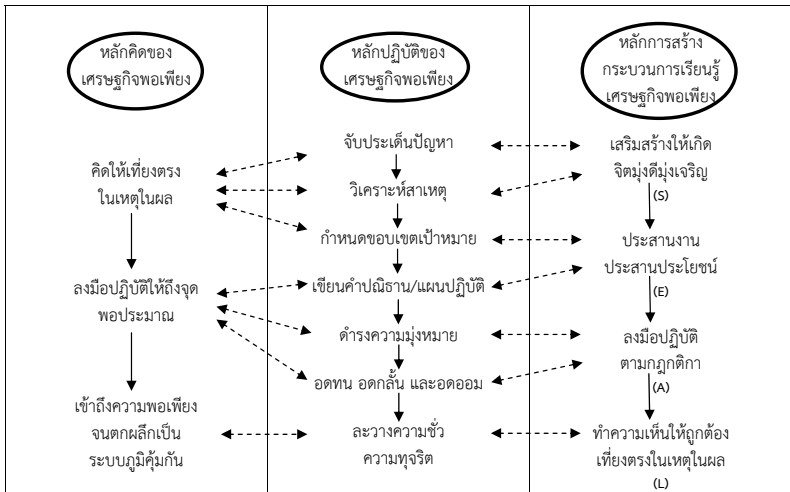 หลักคิดของ
เศรษฐกิจพอเพียง
คิดให้เที่ยงตรง
ในเหตุในผล
ลงมือปฏิบัติให้ถึงจุด
พอประมาณ
เข้าถึงความพอเพียง
จนตกผลึกเป็น
ระบบภูมิคุ้มกัน
หลักปฏิบัติของ
เศรษฐกิจพอเพียง
จับประเด็นปัญหา
วิเคราะห์สาเหตุ
กำหนดขอบเขตเป้าหมาย
เขียนคำปณิธาน/แผนปฏิบัติ
ดำรงความมุ่งหมาย
อดทน อดกลั้น และอดออม
ละวางความชั่ว
ความทุจริต
หลักการสร้าง
กระบวนการเรียนรู้
เศรษฐกิจพอเพียง
เสริมสร้างให้เกิด
จิตมุ่งดีมุ่งเจริญ
(S)
ประสานงาน
ประสานประโยชน์
(E)
ลงมือปฏิบัติ
ตามกฎกติกา
(A)
ทำความเห็นให้ถูกต้อง
เที่ยงตรงในเหตุในผล
(L)